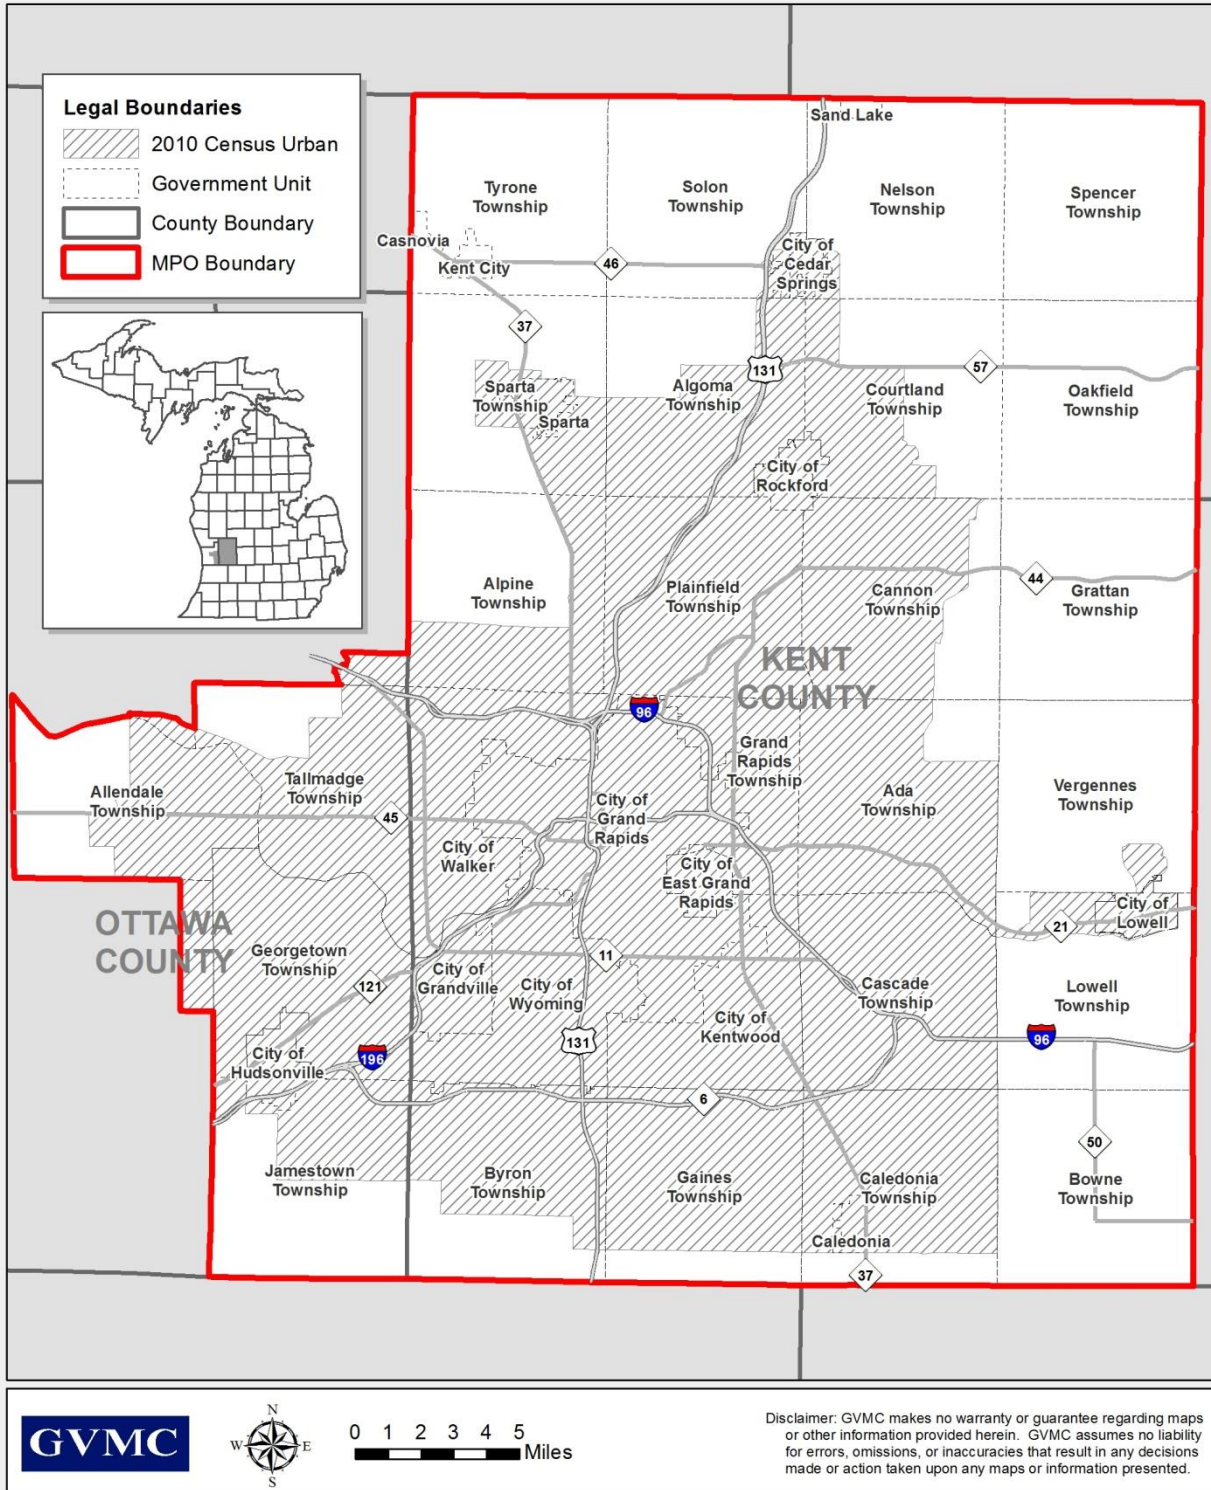 Legal Boundaries
2010 Census Urban
Government Unit
County Boundary
MPO Boundary
Sand Lake
Tyrone
Township
Solon
Township
Nelson
Township
Spencer
Township
Casnovia
Kent City
46
City of
Cedar
Springs
37
131
57
Sparta
Township
Sparta
Algoma
Township
Courtland
Township
Oakfield
Township
City of
Rockford
Alpine
Township
Plainfield
Township
Cannon
Township
44
Grattan
Township
KENT
COUNTY
96
Grand
Rapids
Township
Allendale
Township
Tallmadge
Township
45
City of
Grand
Rapids
Ada
Township
Vergennes
Township
City of
Walker
City of
East Grand
Rapids
City of
Lowell
21
OTTAWA
COUNTY
Georgetown
Township
121
City of
Grandville
City of
Wyoming
11
City of
Kentwood
Cascade
Township
Lowell
Township
City of
Hudsonville
196
131
96
6
50
Jamestown
Township
Byron
Township
Gaines
Township
Caledonia
Township
Bowne
Township
Caledonia
37
GVMC
N
W
E
S
0 1 2 3 4 5
Miles
Disclaimer: GVMC makes no warranty or guarantee regarding maps
or other information provided herein. GVMC assumes no liability
for errors, omissions, or inaccuracies that result in any decisions
made or action taken upon any maps or information presented.